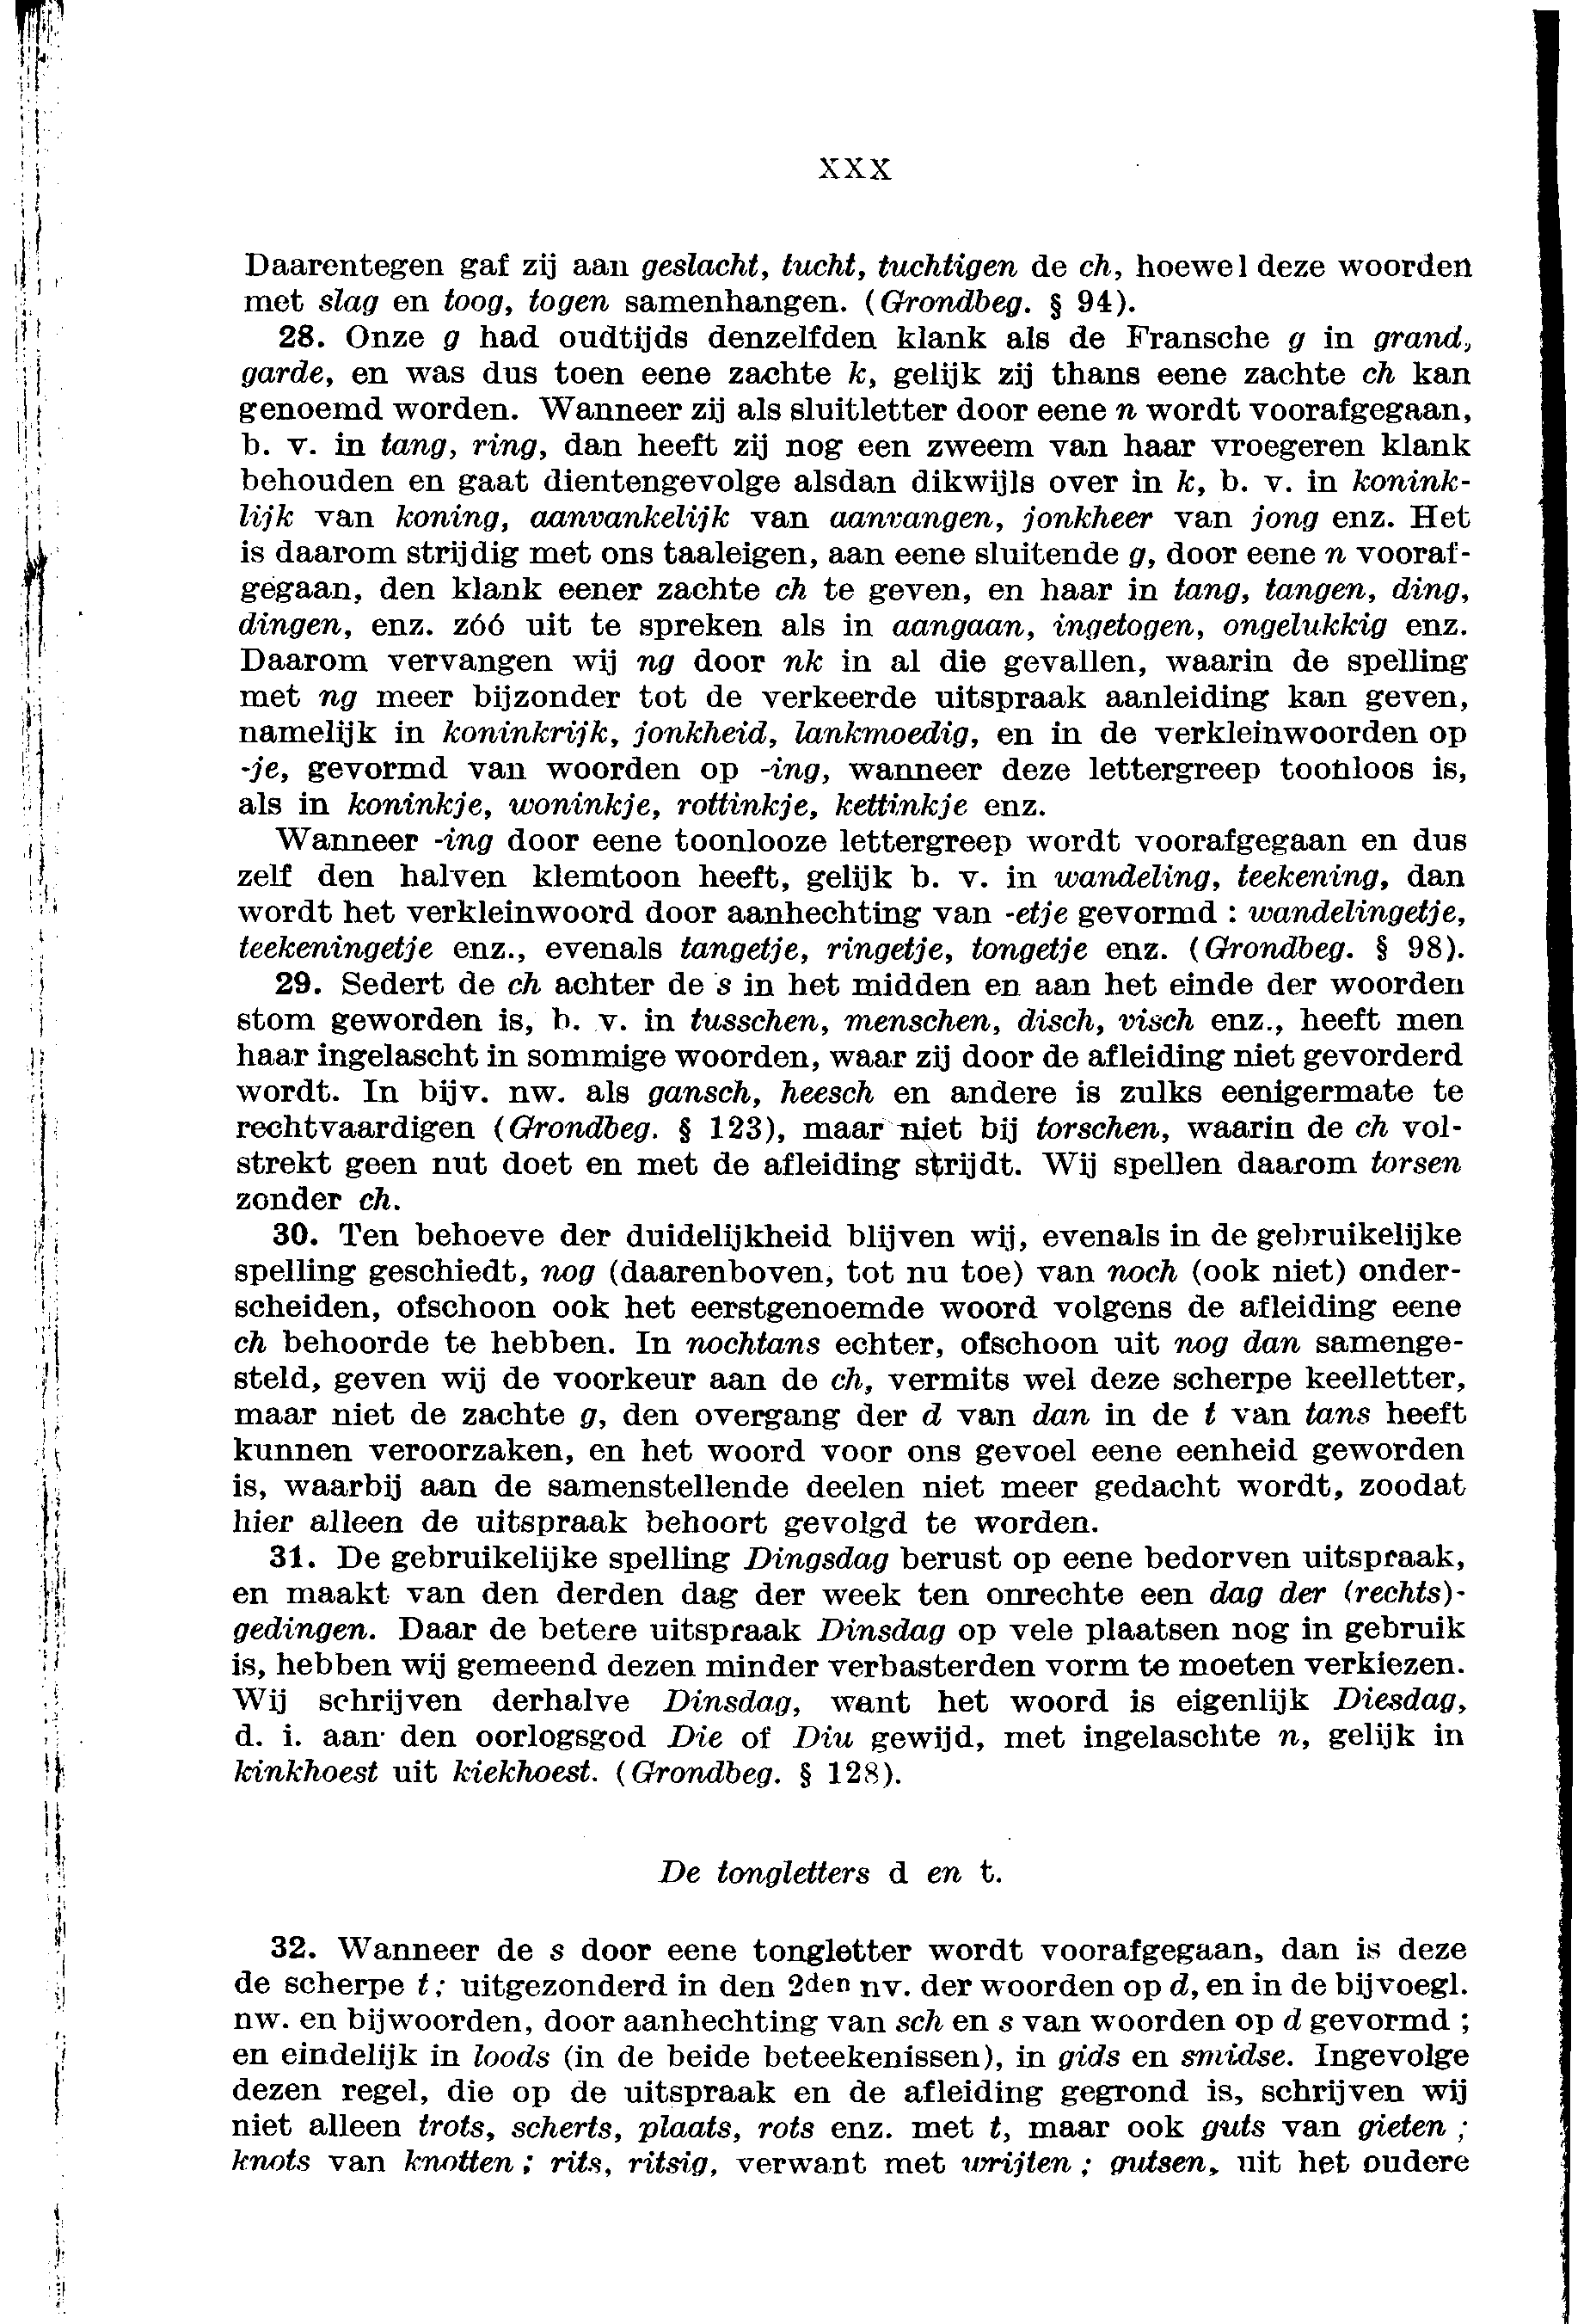 XXX
Daarentegen gaf zij aan geslacht, tucht, tuchtigen de ch, hoewel deze woorden
met slag en toog, togen samenhangen. (Grondbeg. § 94).
28. Onze g had oudtijds denzelfden klank als de Fransche g in grand,
garde, en was dus toen eene zachte k, gelijk zij thans eene zachte ch kan
genoemd worden. Wanneer zij als sluitletter door eene n wordt voorafgegaan,
b. v. in tang, ring, dan heeft zij nog een zweem van haar vroegeren klank
behouden en gaat dientengevolge alsdan dikwijls over in k, b. v. in konink-
lijk van koning, aanvankelijk van aanvangen, jonkheer van jong enz. Het
is daarom strijdig met ons taaleigen, aan eene sluitende g, door eene n vooraf-
gegaan, den klank eener zachte ch te geven, en haar in tang, tangen, ding,
dingen, enz. zóó uit te spreken als in aangaan, ingetogen, ongelukkig enz.
Daarom vervangen wij ng door nk in al die gevallen, waarin de spelling
met ng meer bijzonder tot de verkeerde uitspraak aanleiding kan geven,
namelijk in koninkrijk, jonkheid, lankmoedig, en in de verkleinwoorden op
-je, gevormd van woorden op -ing, wanneer deze lettergreep toonloos is,
als in koninkje, woninkje, rottinkje, kettinkje enz.
Wanneer -ing door eene toonlooze lettergreep wordt voorafgegaan en dus
zelf den halven klemtoon heeft, gelijk b. v. in wandeling, teekening, dan
wordt het verkleinwoord door aanhechting van -etje gevormd : wandelingetje,
teekeningetje enz., evenals tangetje, ringetje, tongetje enz. (Grondbeg. § 98).
29. Sedert de ch achter de s in het midden en aan het einde der woorden
stom geworden is, b. v. in tusschen, menschen, disch, visch enz., heeft men
haar ingelascht in sommige woorden, waar zij door de afleiding niet gevorderd
wordt. In bijv. nw. als gansch, heesch en andere is zulks eenigermate te
rechtvaardigen (Grondbeg. § 123), maar niet bij torschen, waarin de ch vol-
strekt geen nut doet en met de afleiding strijdt. Wij spellen daarom torsen
zonder ch.
30. Ten behoeve der duidelijkheid blijven wij, evenals in de gebruikelijke
spelling geschiedt, nog (daarenboven, tot nu toe) van noch (ook niet) onder-
scheiden, ofschoon ook het eerstgenoemde woord volgens de afleiding eene
ch behoorde te hebben. In nochtans echter, ofschoon uit nog dan samenge-
steld, geven wij de voorkeur aan de ch, vermits wel deze scherpe keelletter,
maar niet de zachte g, den overgang der d van dan in de t van tans heeft
kunnen veroorzaken, en het woord voor ons gevoel eene eenheid geworden
is, waarbij aan de samenstellende deelen niet meer gedacht wordt, zoodat
hier alleen de uitspraak behoort gevolgd te worden.
31. De gebruikelijke spelling Dingsdag berust op eene bedorven uitspraak,
en maakt van den derden dag der week ten onrechte een dag der (rechts)-
gedingen. Daar de betere uitspraak Dinsdag op vele plaatsen nog in gebruik
is, hebben wij gemeend dezen minder verbasterden vorm te moeten verkiezen.
Wij schrijven derhalve Dinsdag, want het woord is eigenlijk Diesdag,
d. i. aan den oorlogsgod Die of Diu gewijd, met ingelaschte n, gelijk in
kinkhoest uit kiekhoest. (Grondbeg. § 128).
De tongletters d en t.
32. Wanneer de s door eene tongletter wordt voorafgegaan, dan is deze
de scherpe t; uitgezonderd in den 2den nv. der woorden op d, en in de bijvoegl.
nw. en bijwoorden, door aanhechting van sch en s van woorden op d gevormd ;
en eindelijk in loods (in de beide beteekenissen), in gids en smidse. Ingevolge
dezen regel, die op de uitspraak en de afleiding gegrond is, schrijven wij
niet alleen trots, scherts, plaats, rots enz. met t, maar ook guts van gieten ;
knots van knotten ; rits, ritsig, verwant met wrijten ; gutsen, uit het oudere